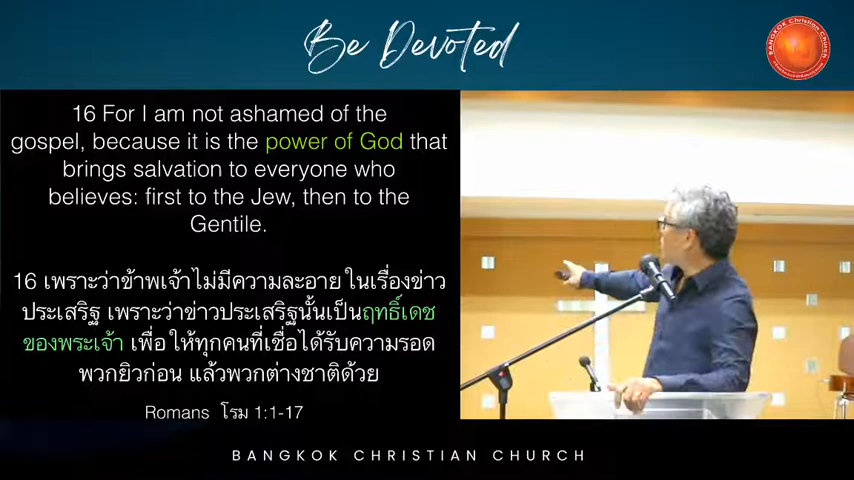 Be Devoted
BANGKOK Christian Church
16 For I am not ashamed of the
gospel, because it is the power of God that
brings salvation to everyone who
believes: first to the Jew, then to the
Gentile.
16 เพราะว่าข้าพเจ้าไม่มีความละอายในเรื่องข่าว
ประเสริฐ เพราะว่าข่าวประเสริฐนั้นเป็นฤทธิ์เดช
ของพระเจ้า เพื่อให้ทุกคนที่เชื่อได้รับความรอด
พวกยิวก่อน แล้วพวกต่างชาติด้วย
Romans โรม 1:1-17
BANGKOK CHRISTIAN CHURCH